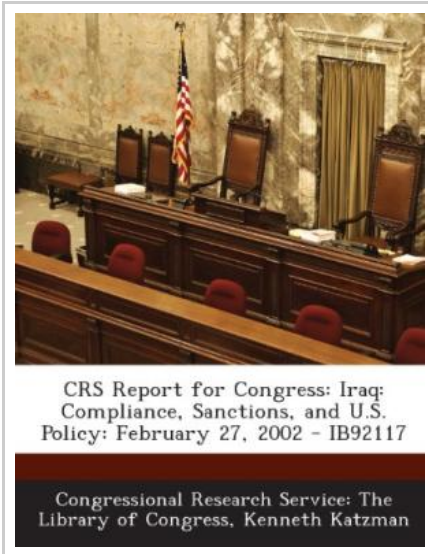 CRS Report for Congress: Iraq:
Compliance, Sanctions, and U.S.
Policy: February 27, 2002 - IB92117
Congressional Research Service: The
Library of Congress, Kenneth Katzman